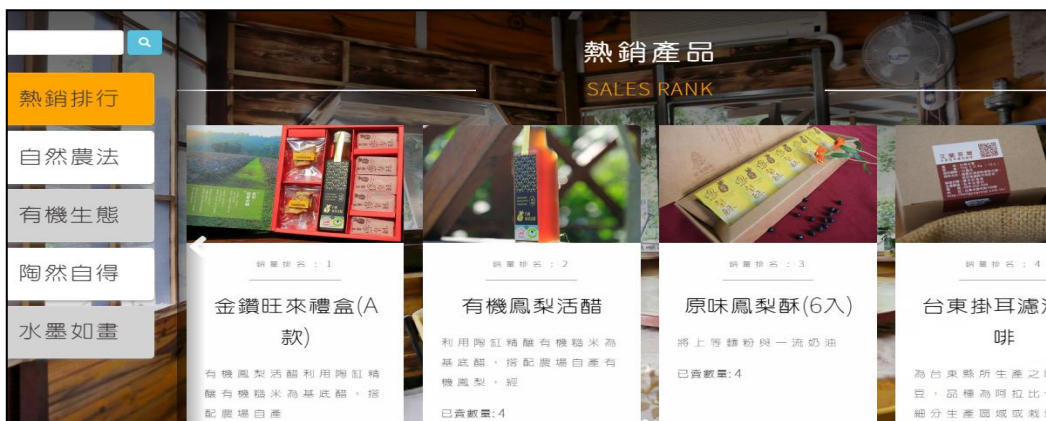 熱銷產品
SALES RANK
熱銷排行
自然農法
有機生態
陶然自得
水墨如畫
銷量排名：1
金鑽旺來禮盒(A
款)
有機鳳梨活醋利用陶缸精
釀有機糙米為基底醋，搭
配農場自產
銷量排名：2
有機鳳梨活醋
利用陶缸精釀有機糙米為
基底醋，搭配農場自產有
機鳳梨，經
已賣數量:4
銷量排名：3
原味鳳梨酥(6入)
將上等麵粉與一流奶油
已賣數量:4
銷量排名：4
台東掛耳濾
啡
為台東縣所生產之
豆，品種為阿拉比
細分生產區域或栽